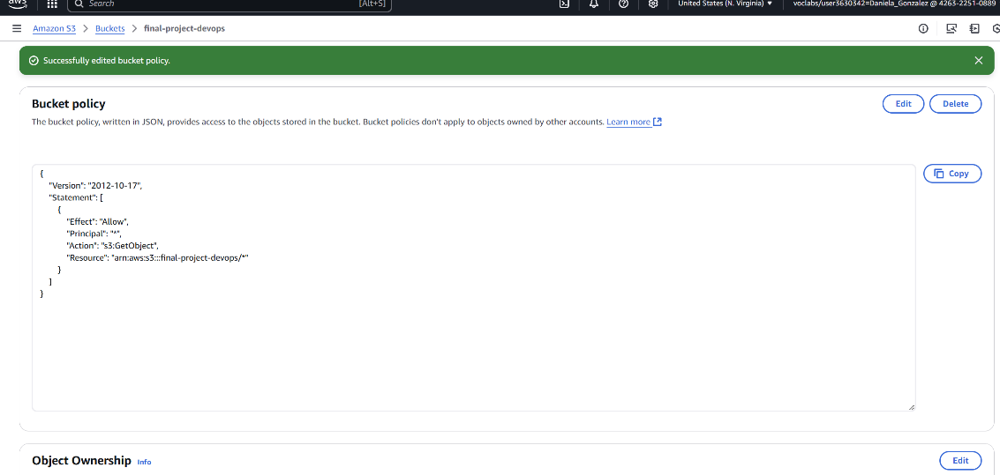 aws
Search [Alt+S] United States (N. Virginia) ▼ voclabs/user3630342=Daniela_Gonzalez @ 4263-2251-0889
Amazon S3 > Buckets > final-project-devops
Successfully edited bucket policy.
Bucket policy Edit Delete
The bucket policy, written in JSON, provides access to the objects stored in the bucket. Bucket policies don't apply to objects owned by other accounts. Learn more
Copy
{
"Version": "2012-10-17",
"Statement": [
{
"Effect": "Allow",
"Principal": "*",
"Action": "s3:GetObject",
"Resource": "arn:aws:s3:::final-project-devops/*"
}
]
}
Object Ownership Info Edit